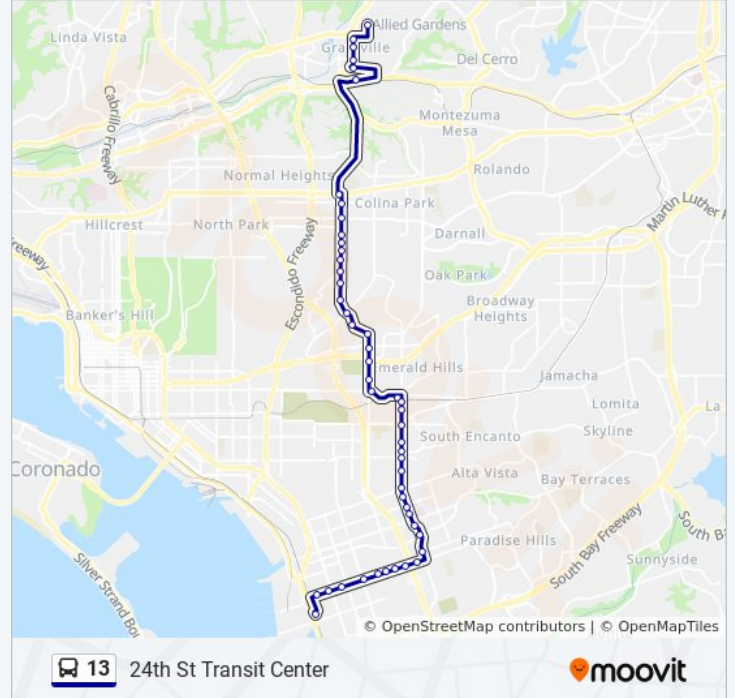 Linda Vista
Allied Gardens
Del Cerro
Cabrillo Freeway
Montezuma
Mesa
Normal Heights
Rolando
Colina Park
Martin Luther
Hillcrest
North Park
Escondido Freeway
Darnall
Oak Park
Banker's Hill
Broadway
Heights
Emerald Hills
Jamacha
Lomita
La
South Encanto
Skyline
Coronado
Alta Vista
Bay Terraces
South Bay Freeway
South Ba
Paradise Hills
Sunnyside
Silver Strand Bou
© OpenStreetMap contributors | © OpenMapTiles
13 24th St Transit Center
moovit